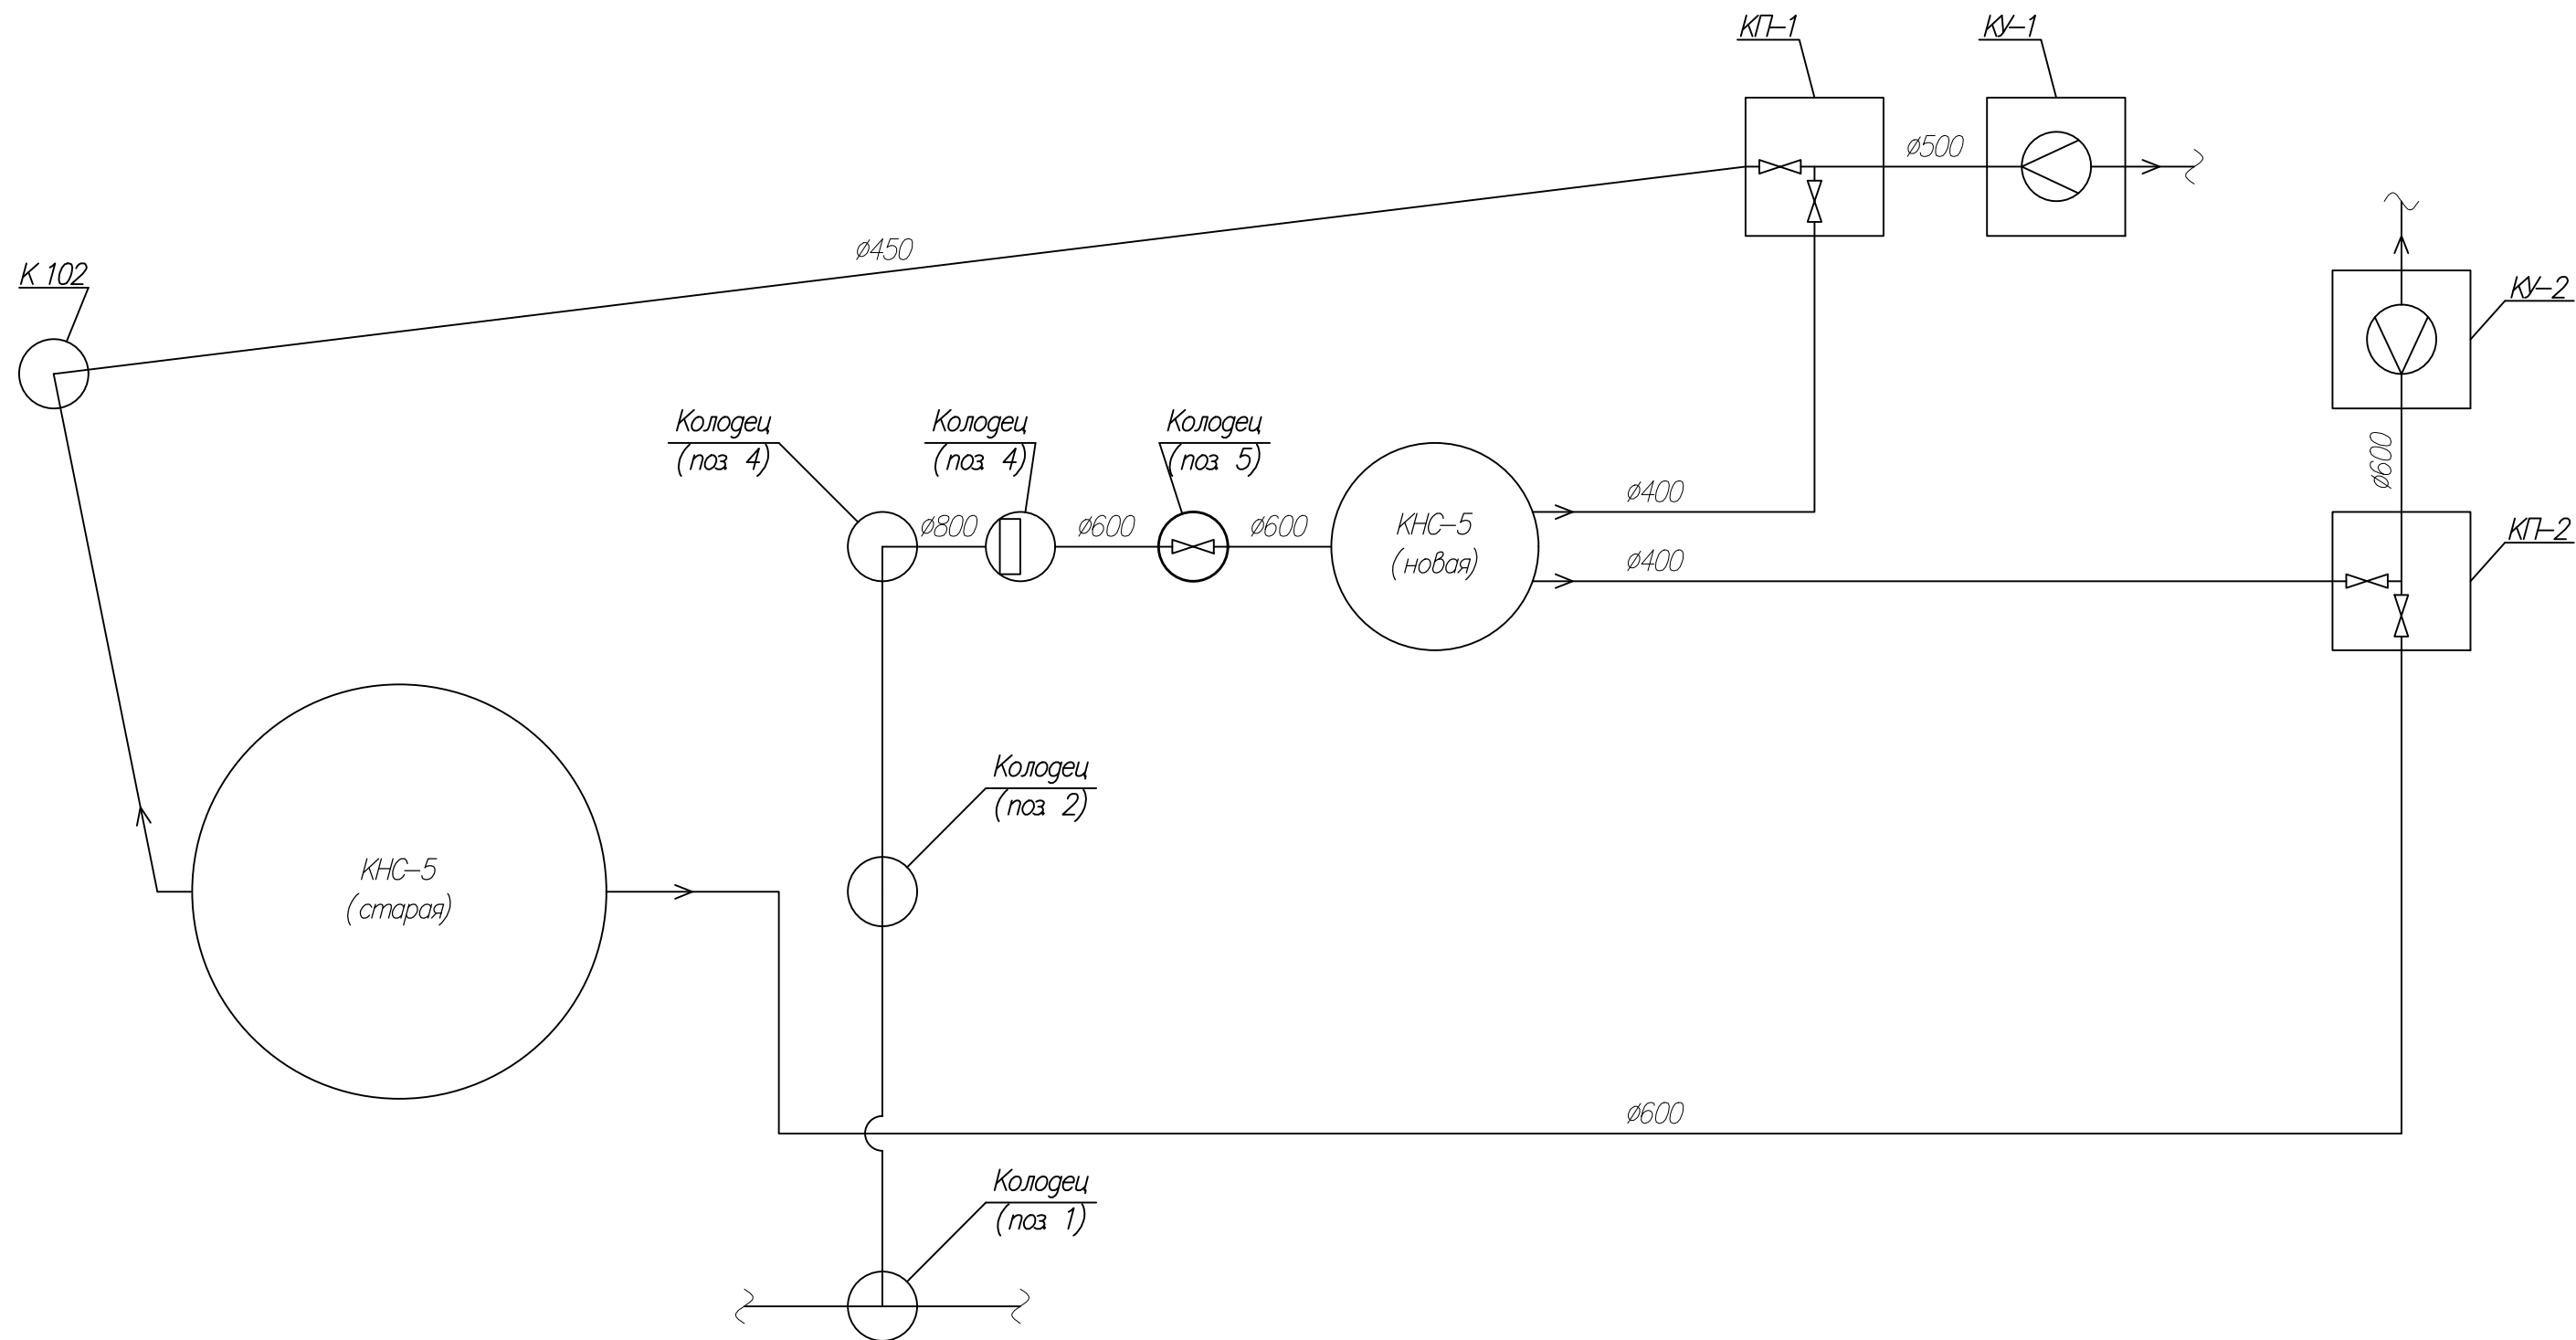 КП-1
КУ-1
ø500
ø450
К 102
КУ-2
Колодец
(поз. 4)
Колодец
(поз. 4)
Колодец
(поз. 5)
ø600
ø400
ø800
ø600
ø600
КНС-5
(новая)
КП-2
ø400
Колодец
(поз. 2)
КНС-5
(старая)
ø600
Колодец
(поз. 1)